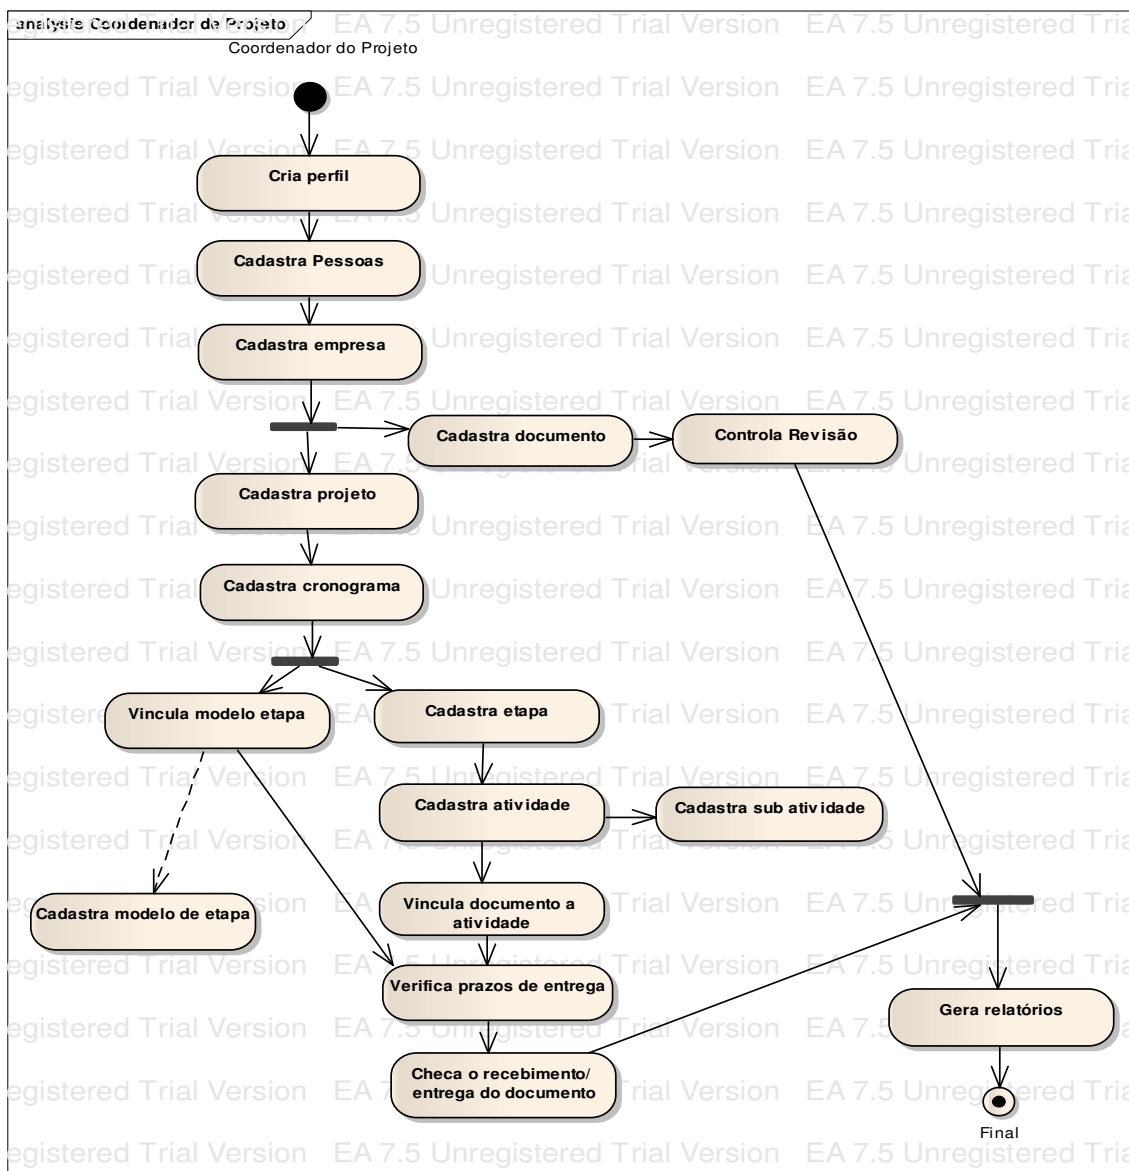 analysis Coordenador de Projeto
Coordenador do Projeto
Cria perfil
Cadastra Pessoas
Cadastra empresa
Cadastra documento
Controla Revisão
Cadastra projeto
Cadastra cronograma
Vincula modelo etapa
Cadastra etapa
Cadastra atividade
Cadastra sub atividade
Cadastra modelo de etapa
Vincula documento a
atividade
Verifica prazos de entrega
Gera relatórios
Checa o recebimento/
entrega do documento
Final
EA 7.5 Unregistered Trial Version